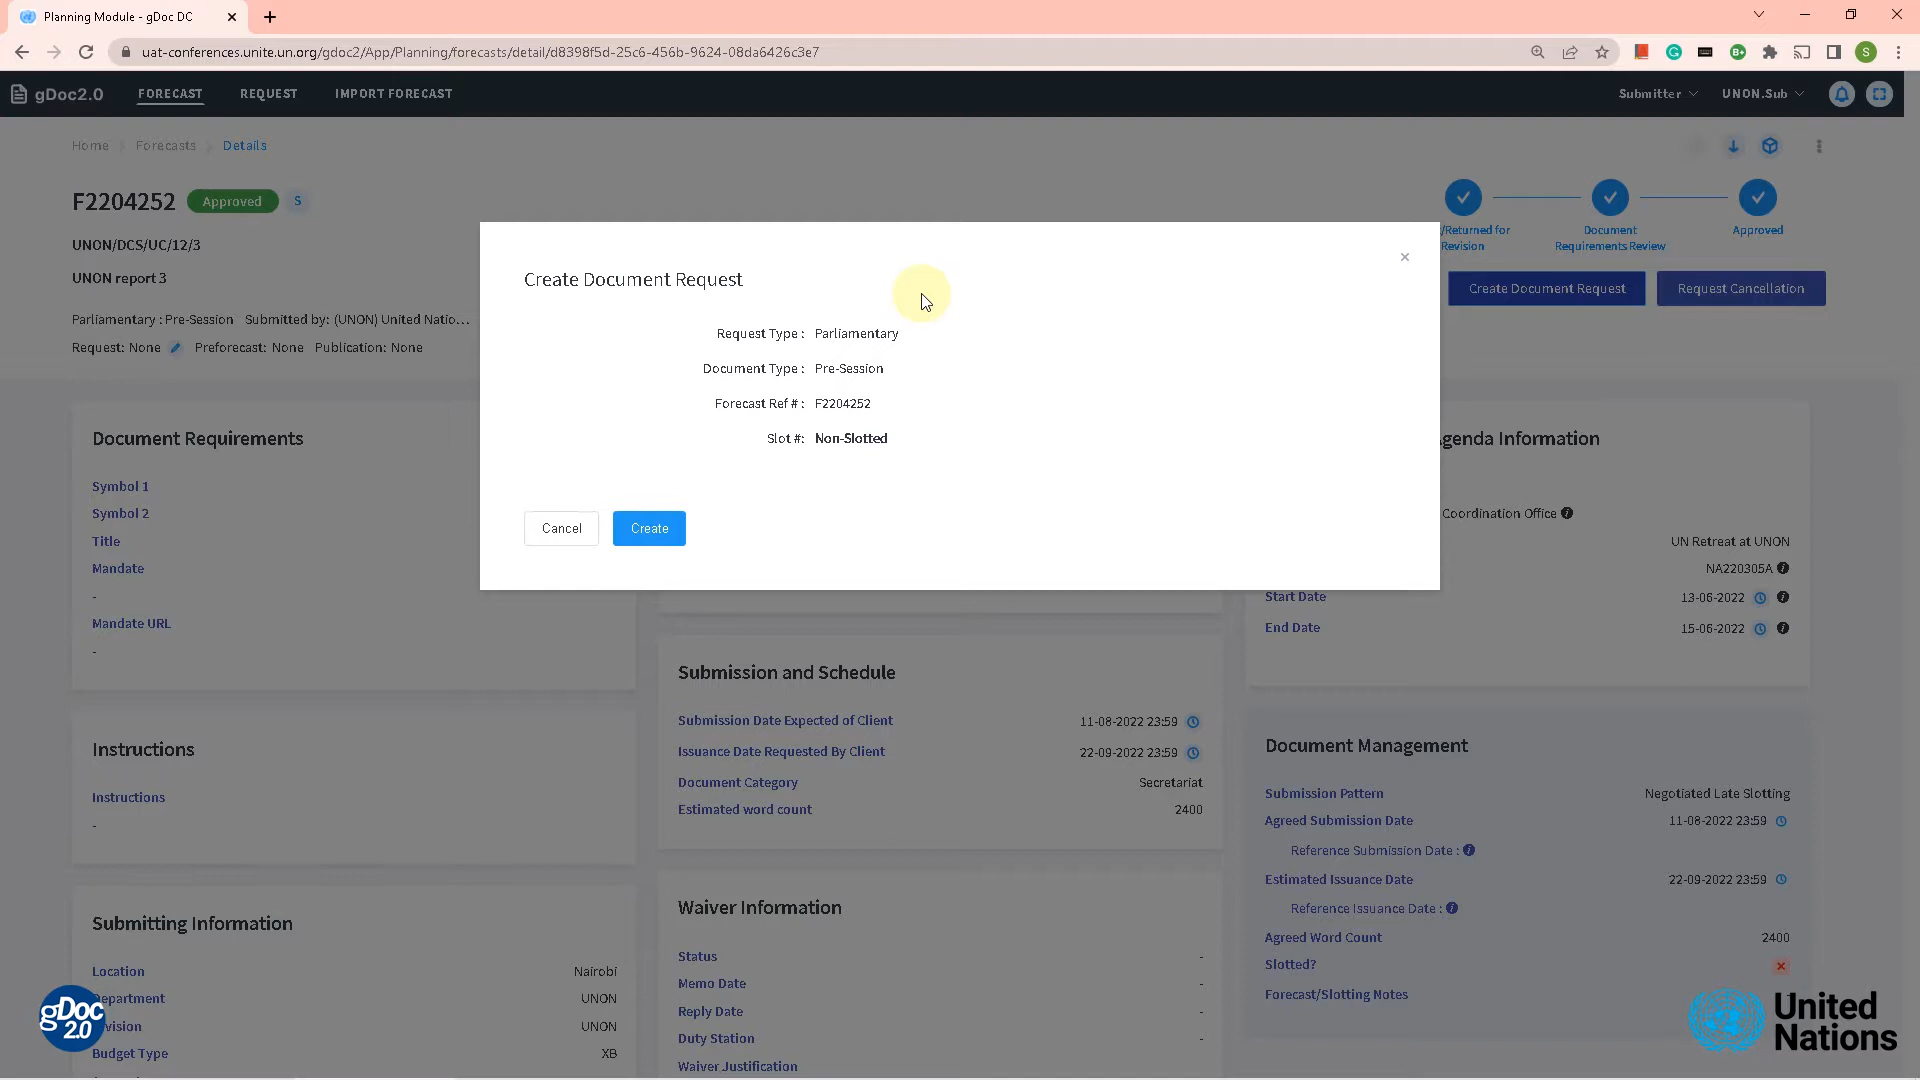 Planning Module - gDoc DC
uat-conferences.unite.un.org/gdoc2/App/Planning/forecasts/detail/d8398f5d-25c6-456b-9624-08da6426c3e7
S
gDoc2.0 FORECAST REQUEST IMPORT FORECAST Submitter UNON.Sub
Home Forecasts Details
F2204252 Approved S
UNON/DCS/UC/12/3
UNON report 3
Parliamentary : Pre-Session Submitted by: (UNON) United Natio...
Request: None Preforecast: None Publication: None
/Returned for
Revision
Document
Requirements Review
Approved
Create Document Request Request Cancellation
Create Document Request
Request Type : Parliamentary
Document Type : Pre-Session
Forecast Ref # : F2204252
Slot #: Non-Slotted
Cancel Create
Document Requirements
Symbol 1
Symbol 2
Title
Mandate
-
Mandate URL
-
Instructions
Instructions
-
Submitting Information
Location Nairobi
epartment UNON
vision UNON
Budget Type XB
Submission and Schedule
Submission Date Expected of Client 11-08-2022 23:59
Issuance Date Requested By Client 22-09-2022 23:59
Document Category Secretariat
Estimated word count 2400
Waiver Information
Status -
Memo Date -
Reply Date -
Duty Station -
Waiver Justification
genda Information
Coordination Office
UN Retreat at UNON
NA220305A
Start Date 13-06-2022
End Date 15-06-2022
Document Management
Submission Pattern Negotiated Late Slotting
Agreed Submission Date 11-08-2022 23:59
Reference Submission Date :
Estimated Issuance Date 22-09-2022 23:59
Reference Issuance Date :
Agreed Word Count 2400
Slotted?
Forecast/Slotting Notes
gDoc
2.0
United
Nations